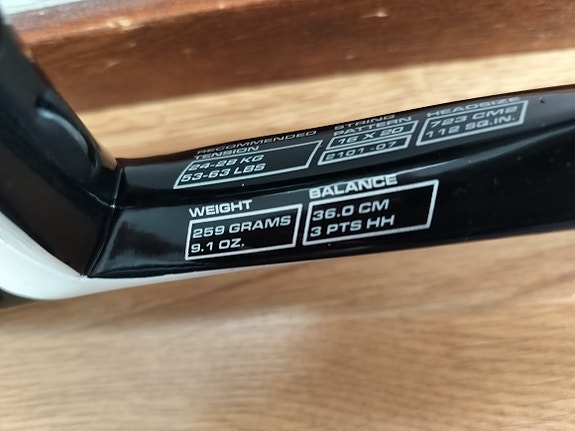 RECOMMENDED
TENSION
24-28 KG
53-63 LBS
STRING
PATTERN
16 X 20
2101-07
HEADSIZE
723 CM2
112 SQ.IN.
WEIGHT
259 GRAMS
9.1 OZ.
BALANCE
36.0 CM
3 PTS HH